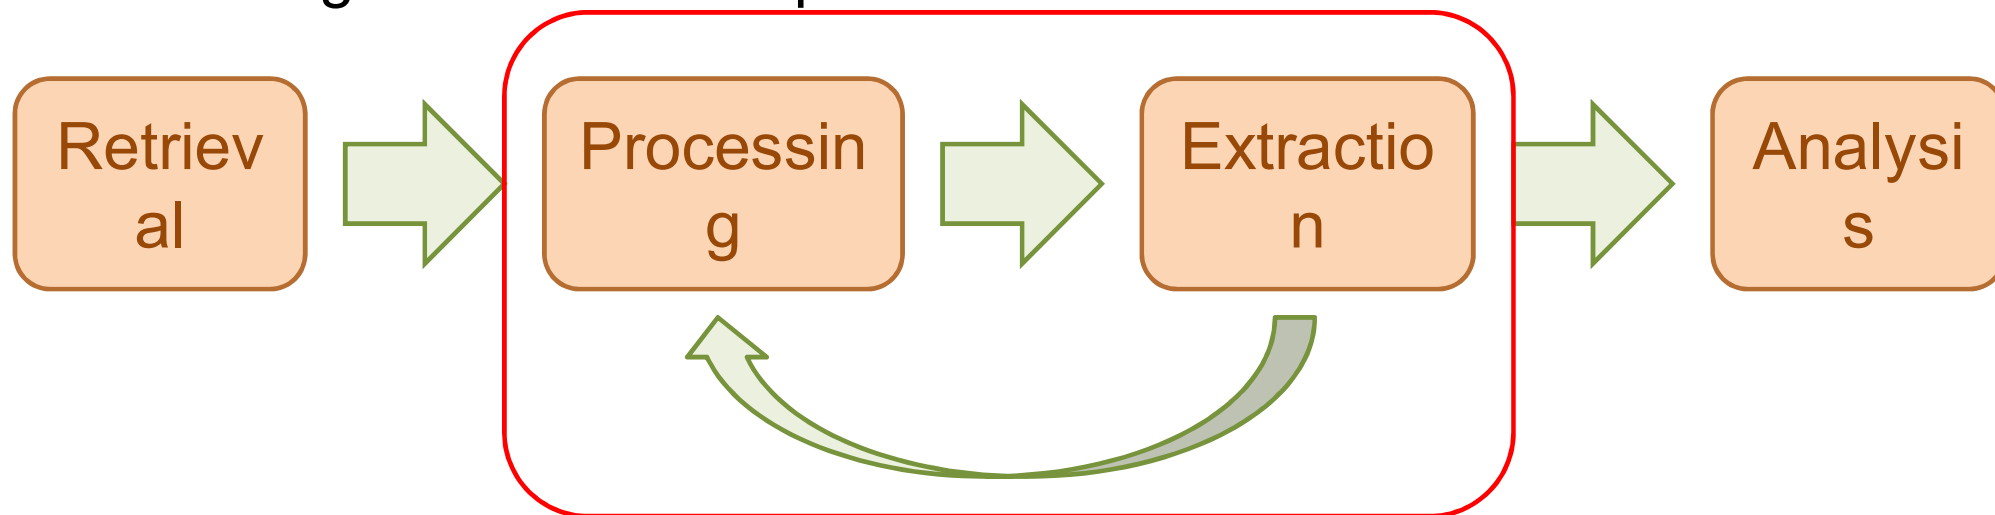 Retriev
al
Processin
g
Extractio
n
Analysi
s